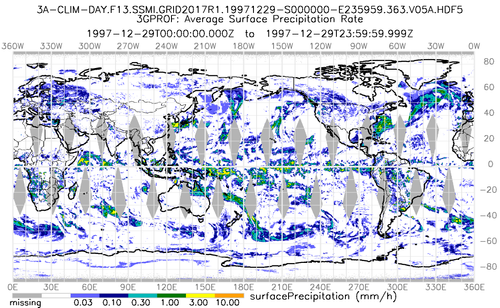 3A-CLIM-DAY.F13.SSMI.GRID2017R1.19971229-S000000-E235959.363.V05A.HDF5
3GPROF: Average Surface Precipitation Rate
1997-12-29T00:00:00.000Z to 1997-12-29T23:59:59.999Z
360W 330W 300W 270W 240W 210W 180W 150W 120W 90W 60W 30W 0W
80
60
40
20
0
-20
-40
-60
-80
0E 30E 60E 90E 120E 150E 180E 210E 240E 270E 300E 330E 360E
missing 0.03 0.10 0.30 1.00 3.00 10.00 surfacePrecipitation (mm/h)